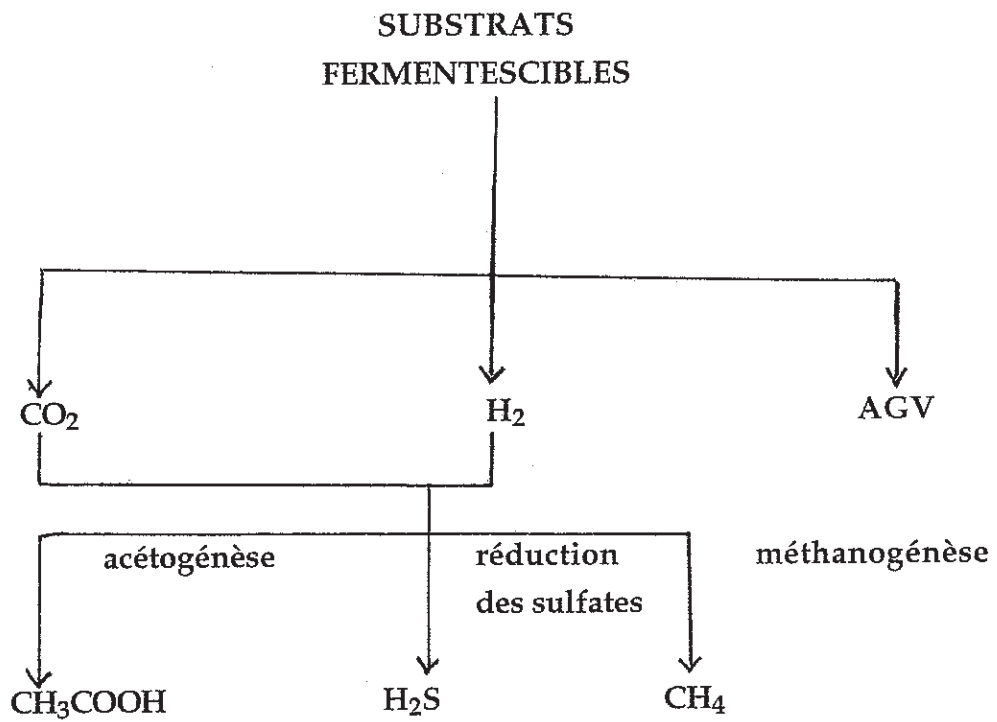 SUBSTRATS
FERMENTESCIBLES
CO₂
H₂
AGV
acétogénèse
réduction
des sulfates
méthanogénèse
CH₃COOH
H₂S
CH₄